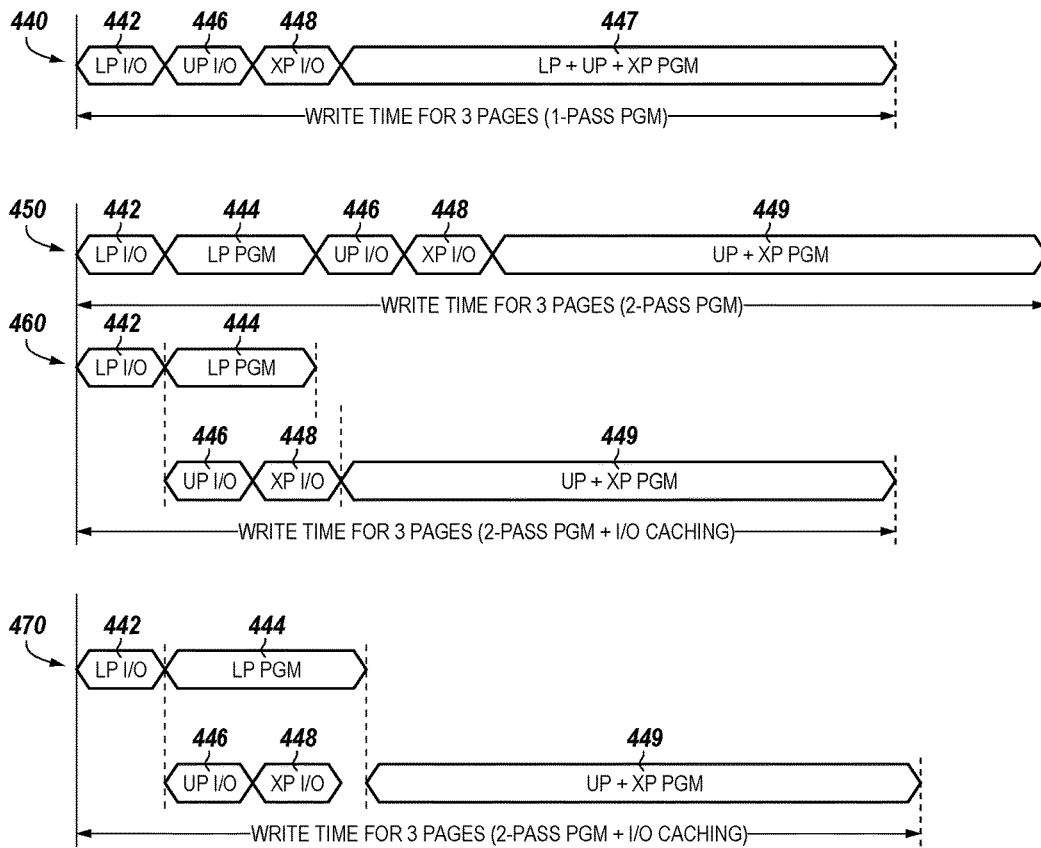 440 442 446 448 447
LP I/O UP I/O XP I/O LP + UP + XP PGM
WRITE TIME FOR 3 PAGES (1-PASS PGM)
450 442 444 446 448 449
LP I/O LP PGM UP I/O XP I/O UP + XP PGM
WRITE TIME FOR 3 PAGES (2-PASS PGM)
460 442 444
LP I/O LP PGM
446 448 449
UP I/O XP I/O UP + XP PGM
WRITE TIME FOR 3 PAGES (2-PASS PGM + I/O CACHING)
470 442 444
LP I/O LP PGM
446 448 449
UP I/O XP I/O UP + XP PGM
WRITE TIME FOR 3 PAGES (2-PASS PGM + I/O CACHING)